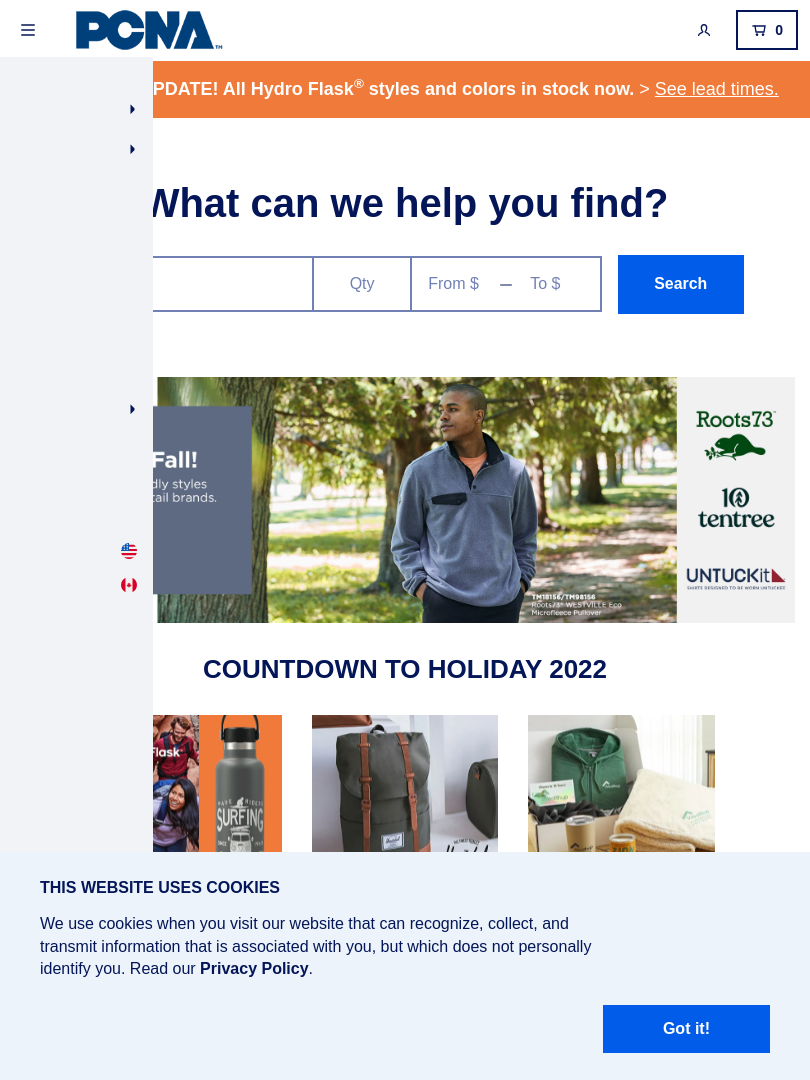 PCNA™
0
PDATE! All Hydro Flask® styles and colors in stock now. > See lead times.
What can we help you find?
Qty
From $ – To $
Search
Fall!
dly styles
tail brands.
TM18156/TM98156
Roots73® WESTVILLE Eco
Microfleece Pullover
Roots73™
tentree
UNTUCKit
SHIRTS DESIGNED TO BE WORN UNTUCKED
COUNTDOWN TO HOLIDAY 2022
Flask
SURFING
Herschel
THIS WEBSITE USES COOKIES
We use cookies when you visit our website that can recognize, collect, and
transmit information that is associated with you, but which does not personally
identify you. Read our Privacy Policy.
Got it!